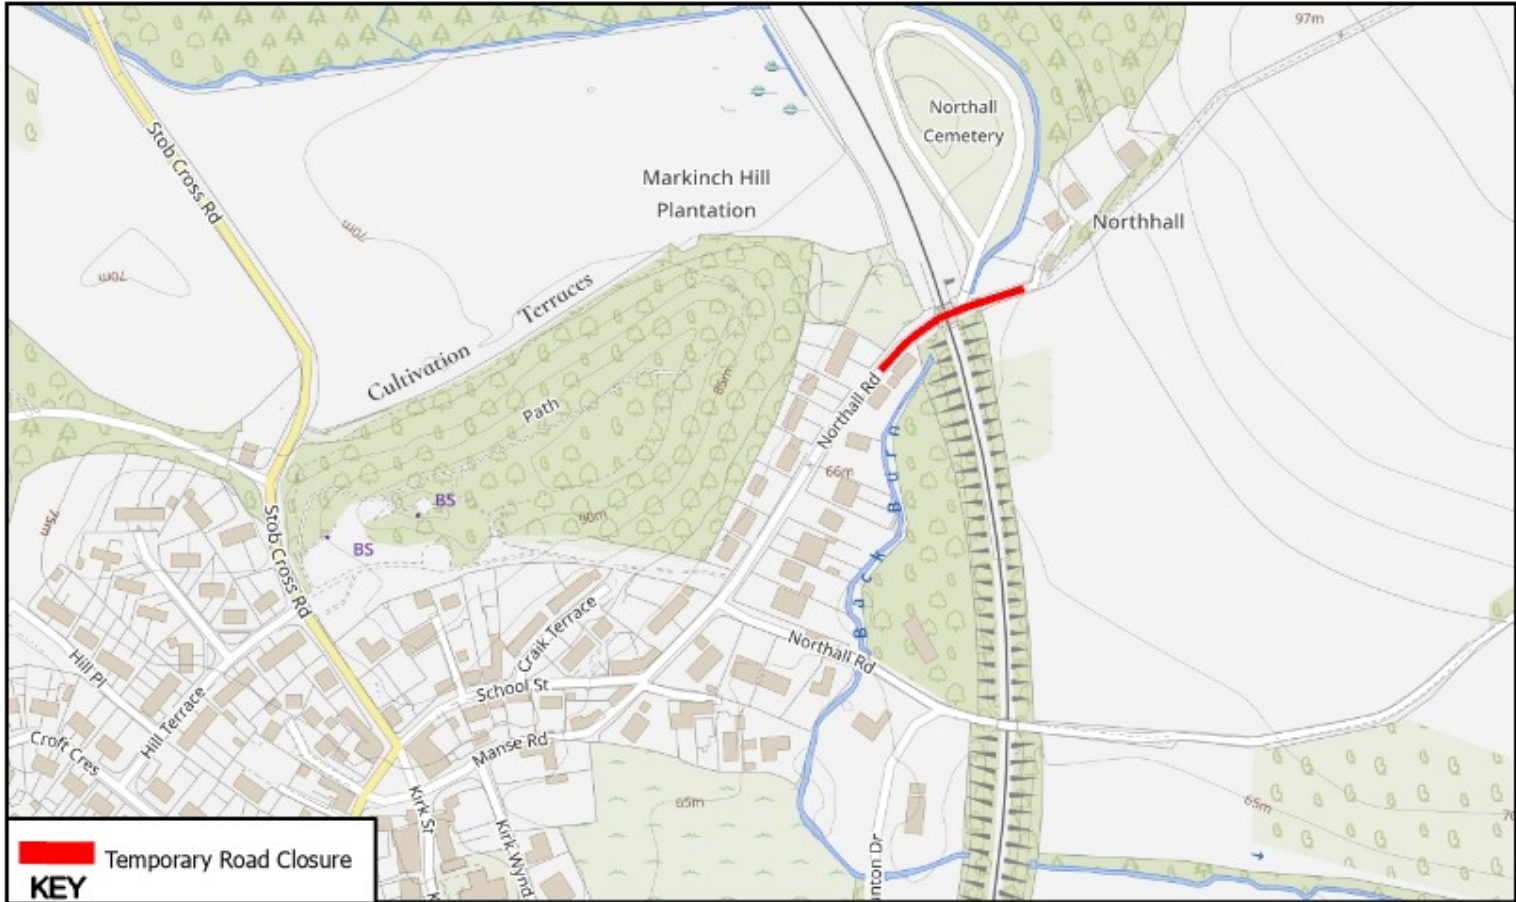 97m
Northall
Cemetery
Stob Cross Rd
Markinch Hill
Plantation
Northhall
70m
70m
Cultivation Terraces
85m
Path
Northall Rd
66m
Back Burn
BS
90m
75m
BS
Stob Cross Rd
Craik Terrace
Northall Rd
Hill Pl
School St
Hill Terrace
Manse Rd
Croft Cres
65m
65m
Kirk St
Kirk Wynd
Temporary Road Closure
KEY